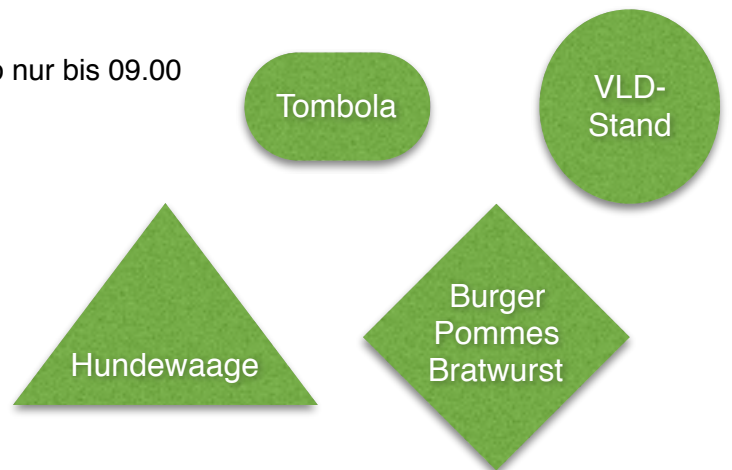 nur bis 09.00
Tombola
VLD-
Stand
Hundewaage
Burger
Pommes
Bratwurst